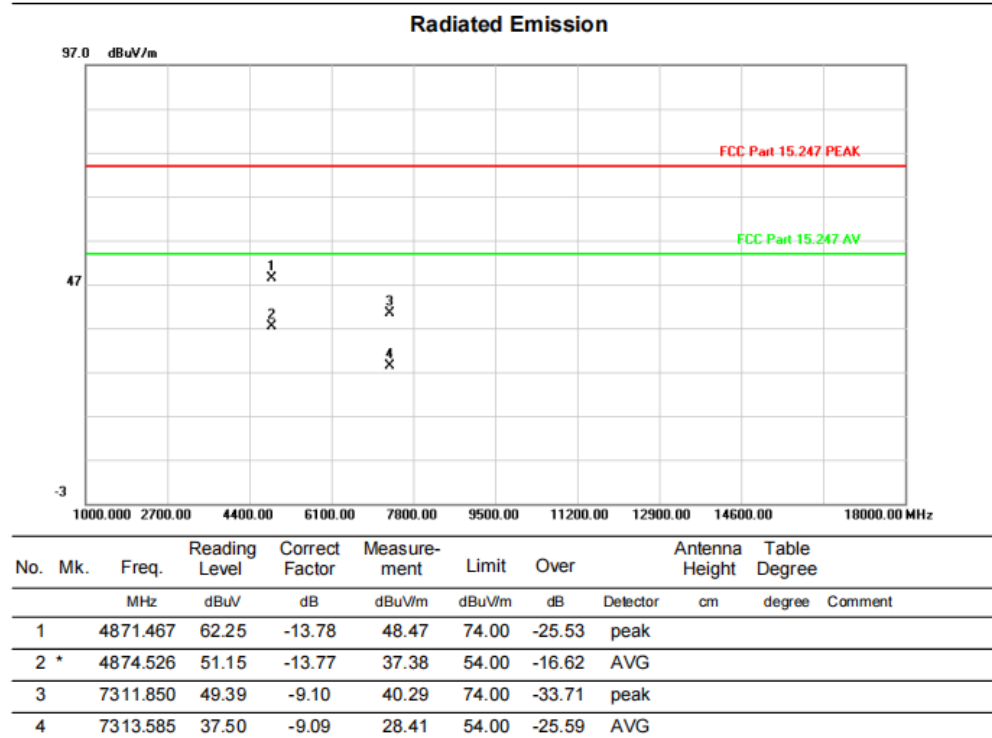 Radiated Emission
97.0 dBuV/m
FCC Part 15.247 PEAK
FCC Part 15.247 AV
1
47
3
2
4
-3
1000.000 2700.00 4400.00 6100.00 7800.00 9500.00 11200.00 12900.00 14600.00 18000.00 MHz
No. Mk. Freq. Reading Level Correct Factor Measure-ment Limit Over Antenna Height Table Degree
MHz dBuV dB dBuV/m dBuV/m dB Detector cm degree Comment
1 4871.467 62.25 -13.78 48.47 74.00 -25.53 peak
2 * 4874.526 51.15 -13.77 37.38 54.00 -16.62 AVG
3 7311.850 49.39 -9.10 40.29 74.00 -33.71 peak
4 7313.585 37.50 -9.09 28.41 54.00 -25.59 AVG